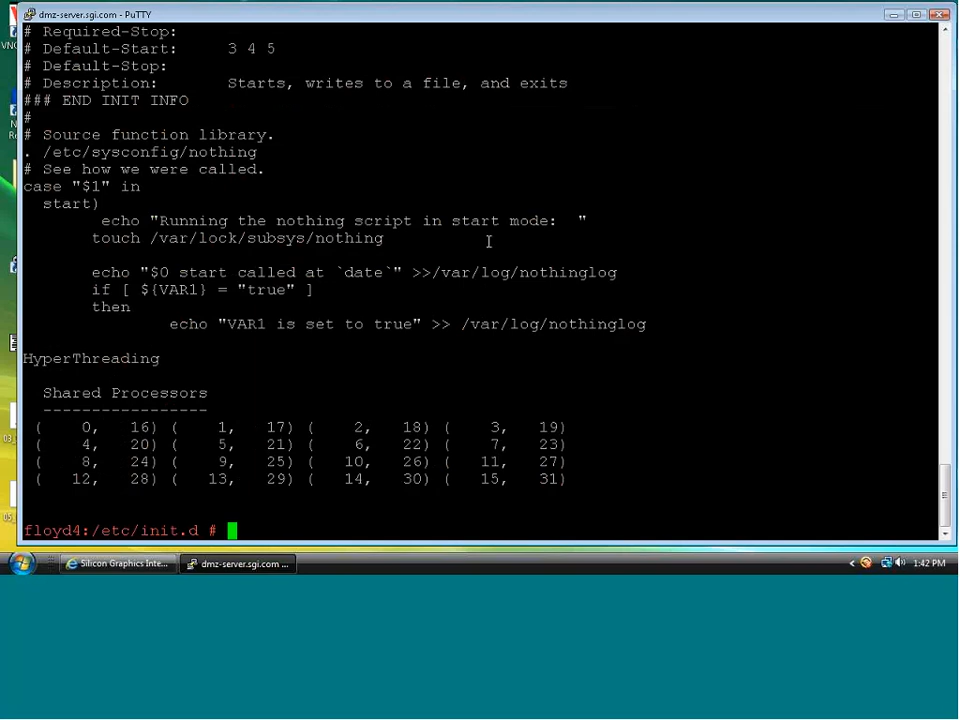 dmz-server.sgi.com - PuTTY
# Required-Stop:
# Default-Start:     3 4 5
# Default-Stop:
# Description:       Starts, writes to a file, and exits
### END INIT INFO
#
# Source function library.
. /etc/sysconfig/nothing
# See how we were called.
case "$1" in
  start)
        echo "Running the nothing script in start mode:  "
       touch /var/lock/subsys/nothing
       echo "$0 start called at `date`" >>/var/log/nothinglog
       if [ ${VAR1} = "true" ]
       then
               echo "VAR1 is set to true" >> /var/log/nothinglog
HyperThreading
  Shared Processors
  -----------------
 (    0,   16) (    1,   17) (    2,   18) (    3,   19)
 (    4,   20) (    5,   21) (    6,   22) (    7,   23)
 (    8,   24) (    9,   25) (   10,   26) (   11,   27)
 (   12,   28) (   13,   29) (   14,   30) (   15,   31)
floyd4:/etc/init.d #
Silicon Graphics Inte... dmz-server.sgi.com ... 1:42 PM